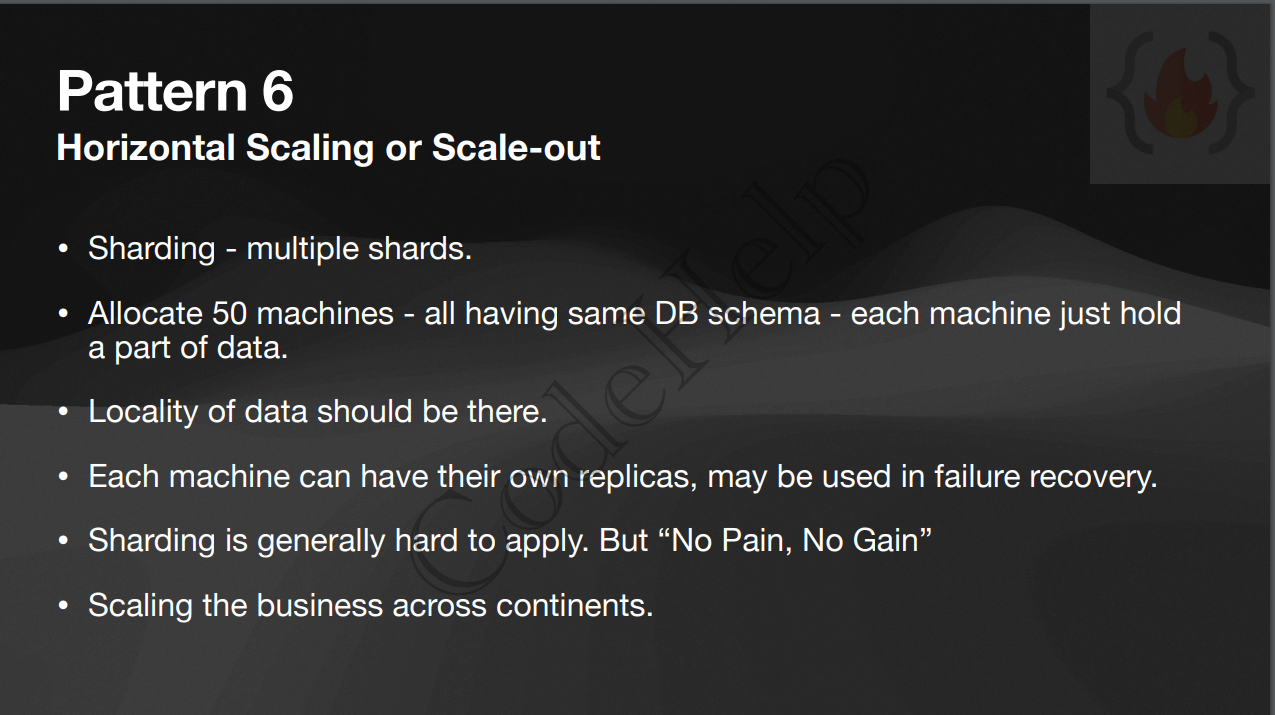 Pattern 6
Horizontal Scaling or Scale-out
• Sharding - multiple shards.
• Allocate 50 machines - all having same DB schema - each machine just hold
a part of data.
• Locality of data should be there.
• Each machine can have their own replicas, may be used in failure recovery.
• Sharding is generally hard to apply. But “No Pain, No Gain”
• Scaling the business across continents.
CodeHelp